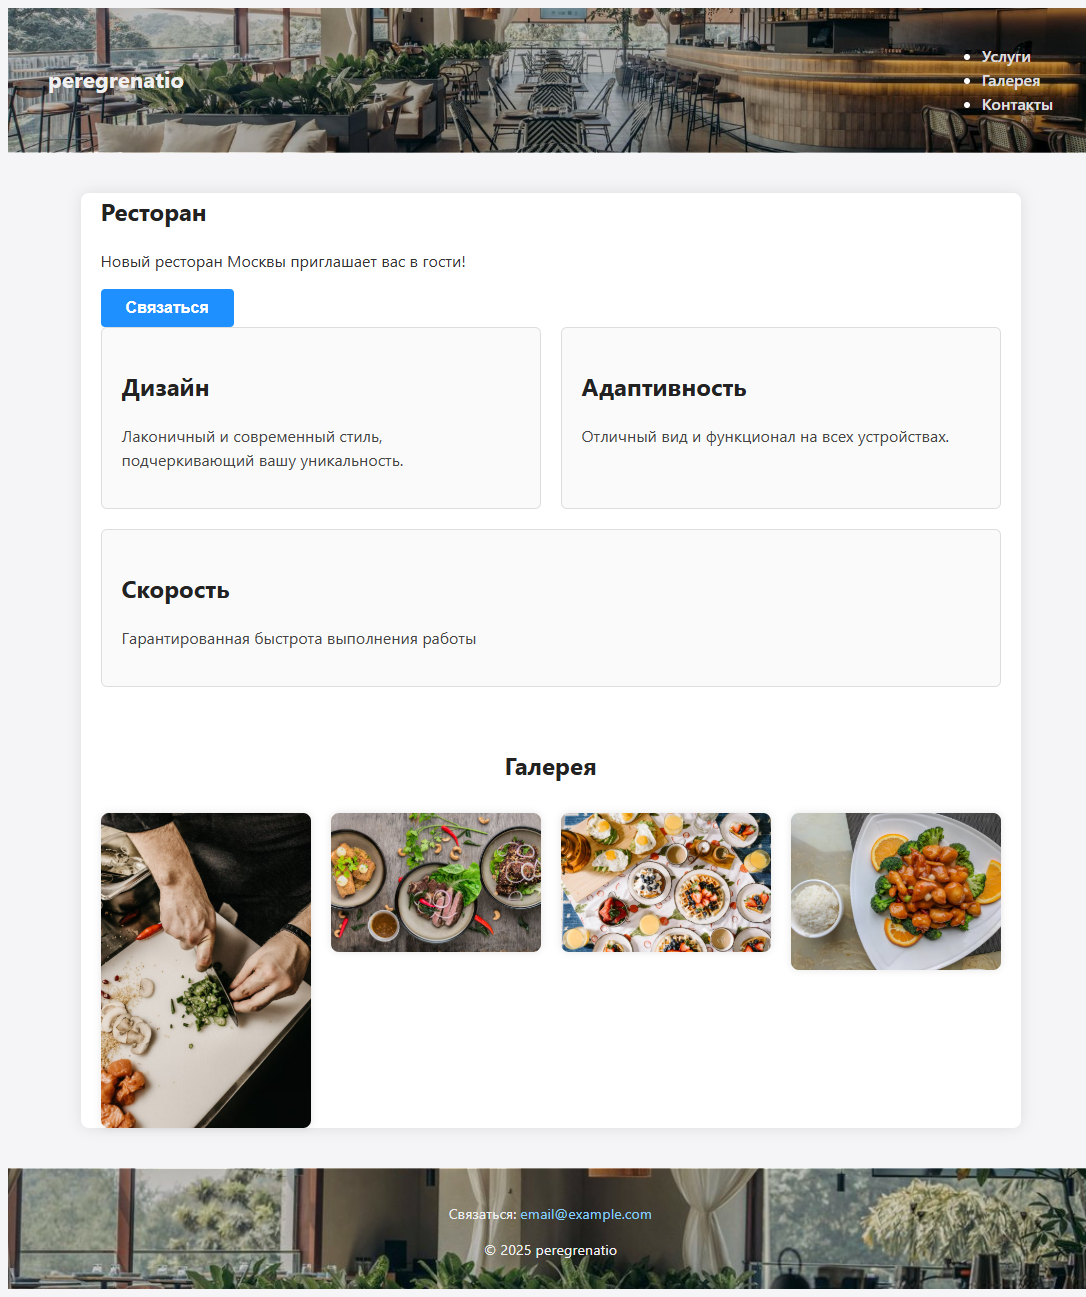 peregrenatio
Услуги
Галерея
Контакты
Ресторан
Новый ресторан Москвы приглашает вас в гости!
Связаться
Дизайн
Лаконичный и современный стиль,
подчеркивающий вашу уникальность.
Адаптивность
Отличный вид и функционал на всех устройствах.
Скорость
Гарантированная быстрота выполнения работы
Галерея
Связаться: email@example.com
© 2025 peregrenatio